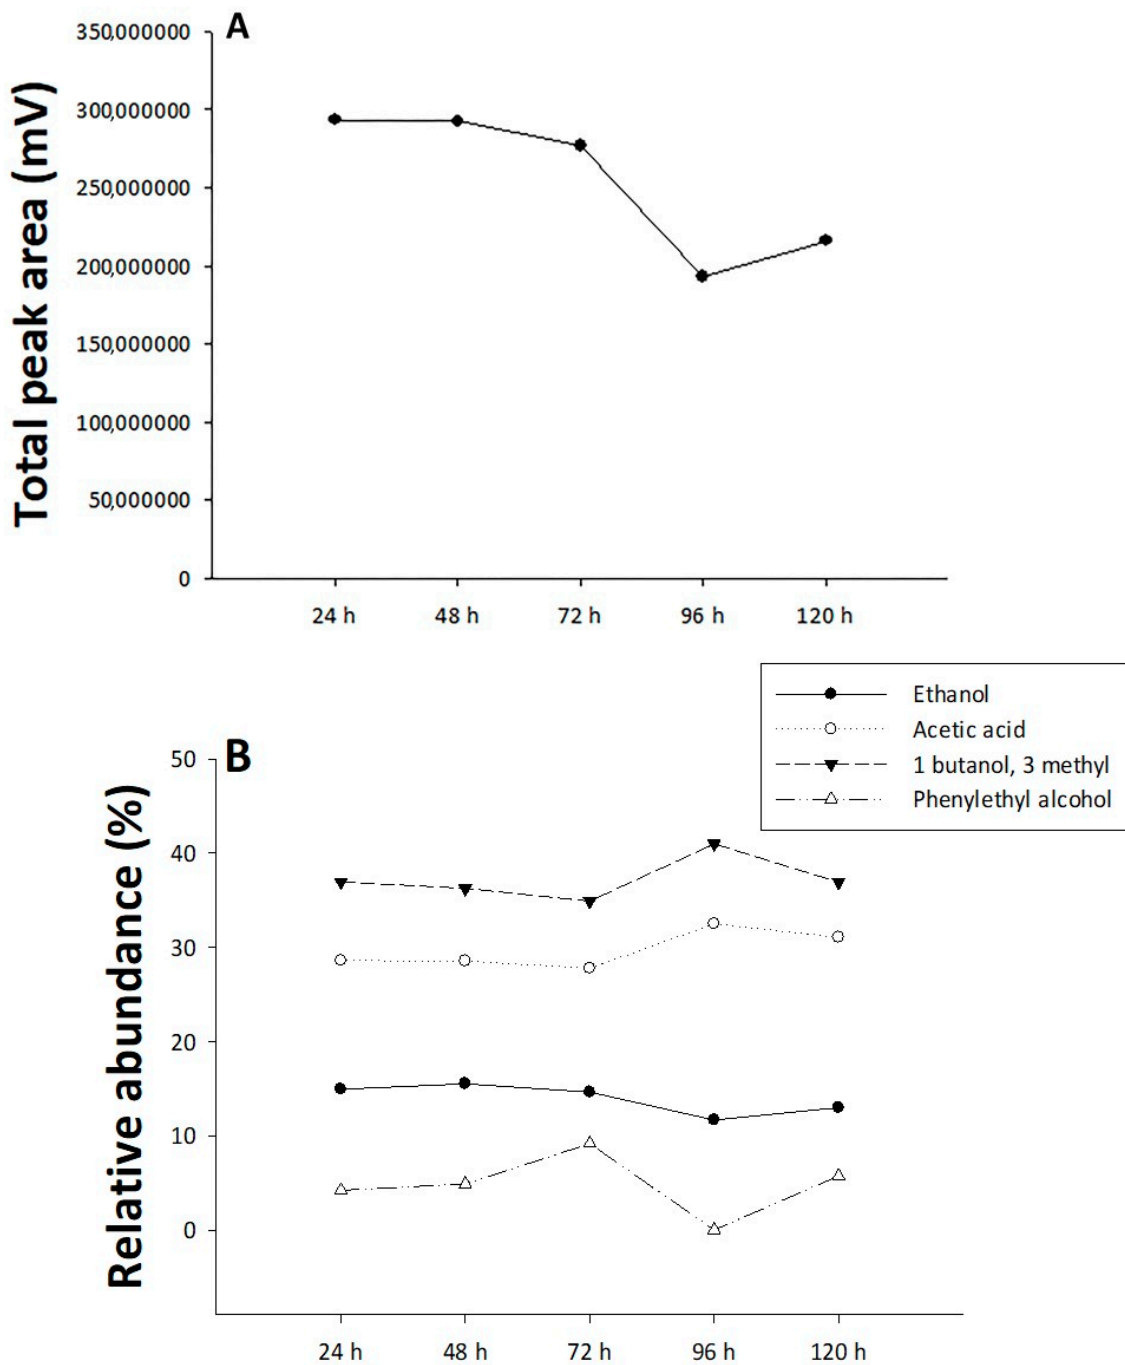 A
Total peak area (mV)
350,000000
300,000000
250,000000
200,000000
150,000000
100,000000
50,000000
0
24 h 48 h 72 h 96 h 120 h
Ethanol
Acetic acid
1 butanol, 3 methyl
Phenylethyl alcohol
B
Relative abundance (%)
50
40
30
20
10
0
24 h 48 h 72 h 96 h 120 h